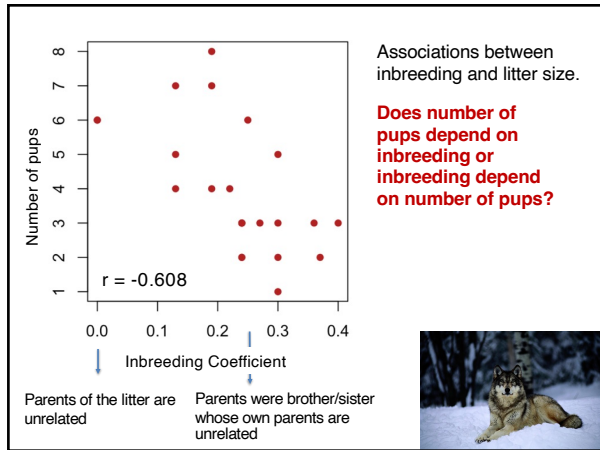 Associations between
inbreeding and litter size.
Does number of
pups depend on
inbreeding or
inbreeding depend
on number of pups?
Number of pups
8
7
6
5
4
3
2
1
r = -0.608
0.0 0.1 0.2 0.3 0.4
Inbreeding Coefficient
Parents of the litter are
unrelated
Parents were brother/sister
whose own parents are
unrelated